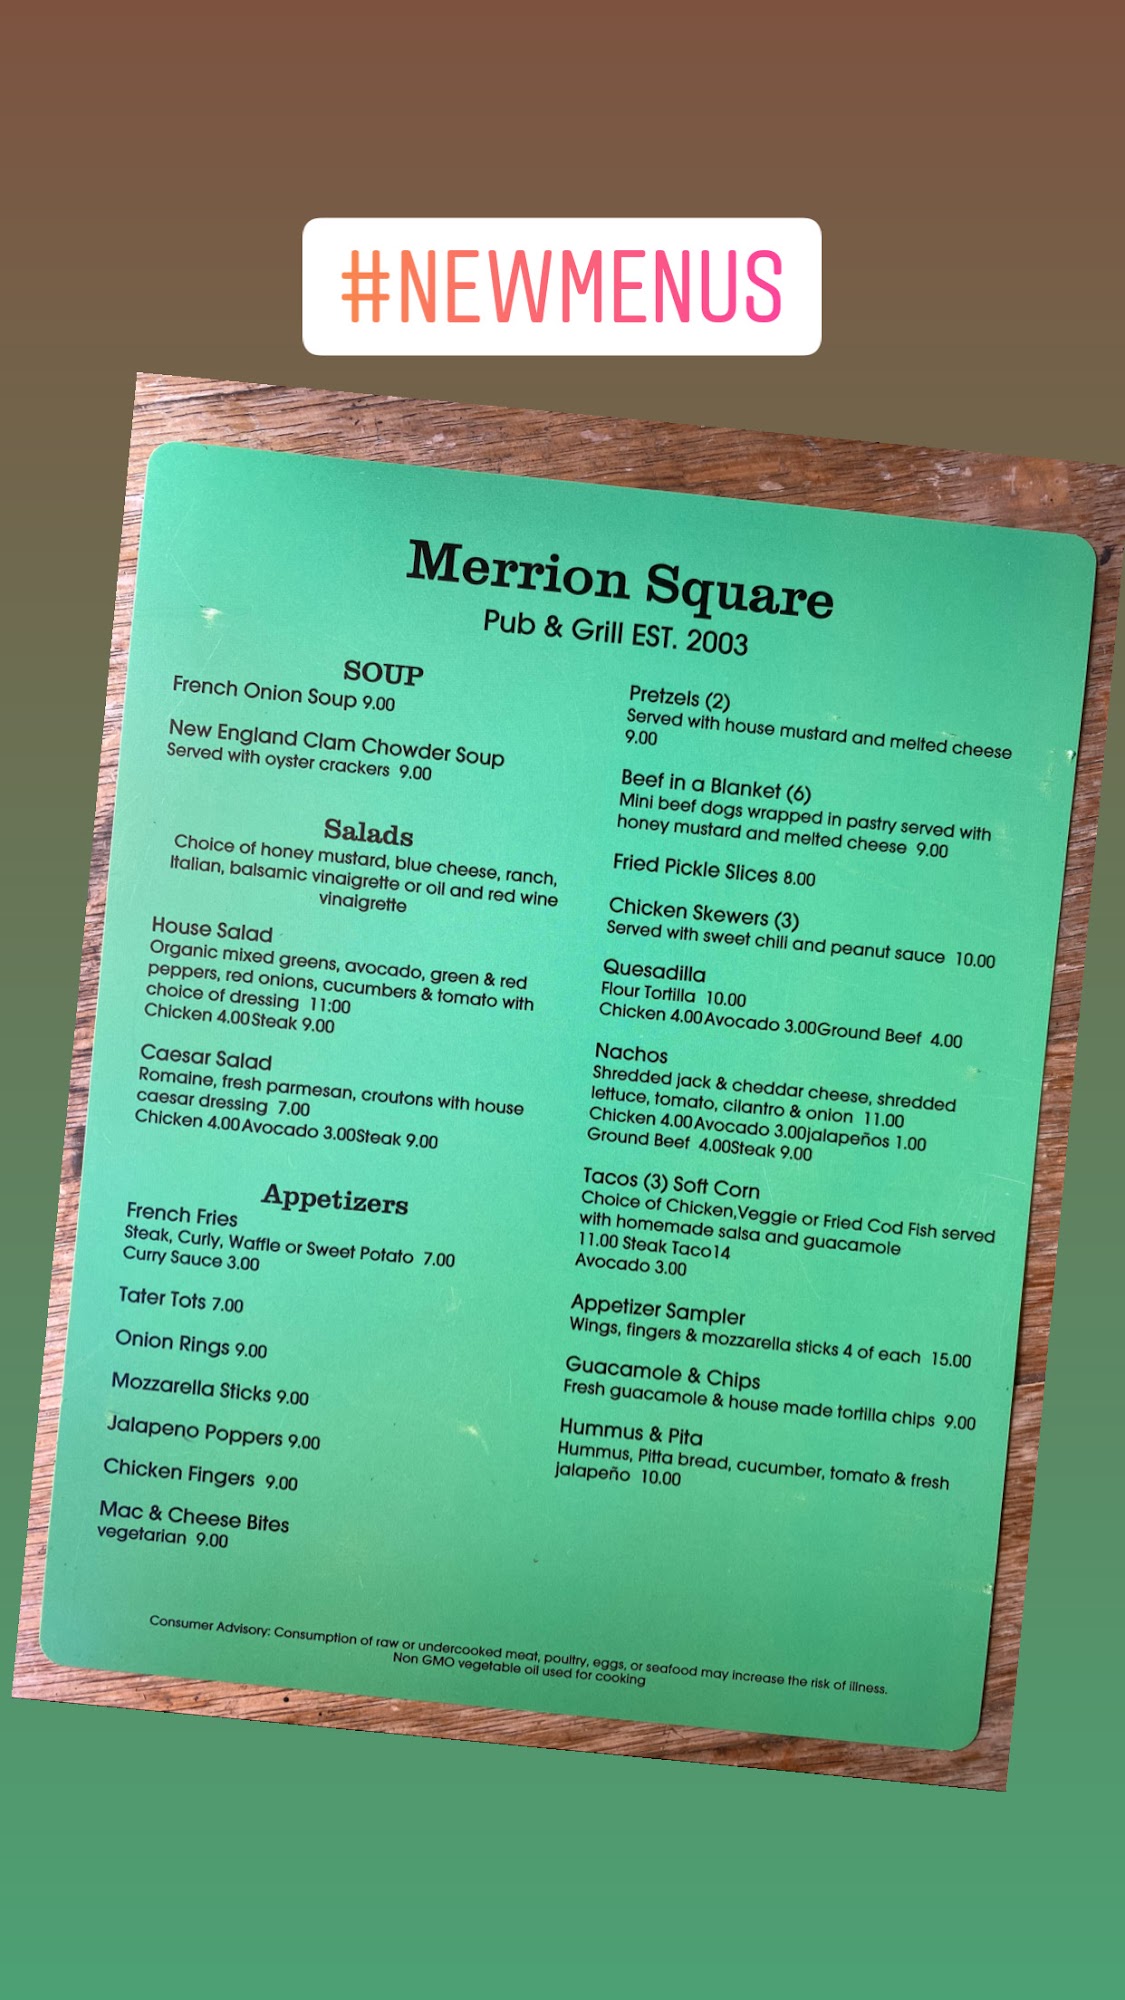 #NEWMENUS
Merrion Square
Pub & Grill EST. 2003
SOUP
French Onion Soup 9.00
New England Clam Chowder Soup
Served with oyster crackers 9.00
Salads
Choice of honey mustard, blue cheese, ranch,
Italian, balsamic vinaigrette or oil and red wine
vinaigrette
House Salad
Organic mixed greens, avocado, green & red
peppers, red onions, cucumbers & tomato with
choice of dressing 11:00
Chicken 4.00Steak 9.00
Caesar Salad
Romaine, fresh parmesan, croutons with house
caesar dressing 7.00
Chicken 4.00Avocado 3.00Steak 9.00
Appetizers
French Fries
Steak, Curly, Waffle or Sweet Potato 7.00
Curry Sauce 3.00
Tater Tots 7.00
Onion Rings 9.00
Mozzarella Sticks 9.00
Jalapeno Poppers 9.00
Chicken Fingers 9.00
Mac & Cheese Bites
vegetarian 9.00
Pretzels (2)
Served with house mustard and melted cheese
9.00
Beef in a Blanket (6)
Mini beef dogs wrapped in pastry served with
honey mustard and melted cheese 9.00
Fried Pickle Slices 8.00
Chicken Skewers (3)
Served with sweet chili and peanut sauce 10.00
Quesadilla
Flour Tortilla 10.00
Chicken 4.00Avocado 3.00Ground Beef 4.00
Nachos
Shredded jack & cheddar cheese, shredded
lettuce, tomato, cilantro & onion 11.00
Chicken 4.00Avocado 3.00jalapeños 1.00
Ground Beef 4.00Steak 9.00
Tacos (3) Soft Corn
Choice of Chicken,Veggie or Fried Cod Fish served
with homemade salsa and guacamole
11.00 Steak Taco14
Avocado 3.00
Appetizer Sampler
Wings, fingers & mozzarella sticks 4 of each 15.00
Guacamole & Chips
Fresh guacamole & house made tortilla chips 9.00
Hummus & Pita
Hummus, Pitta bread, cucumber, tomato & fresh
jalapeño 10.00
Consumer Advisory: Consumption of raw or undercooked meat, poultry, eggs, or seafood may increase the risk of illness.
Non GMO vegetable oil used for cooking